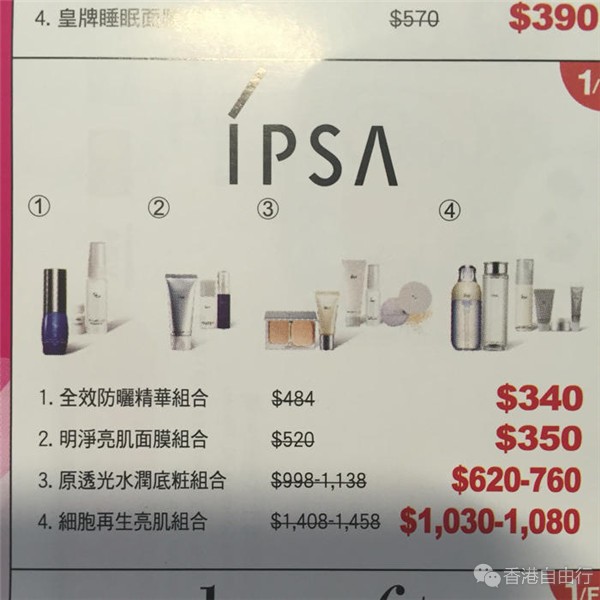 4. 皇牌睡眠面 $570 $390
1/
ÍPSA
① ② ③ ④
1. 全效防曬精華組合 $484 $340
2. 明淨亮肌面膜組合 $520 $350
3. 原透光水潤底粧組合 $998-1,138 $620-760
4. 細胞再生亮肌組合 $1,408-1,458 $1,030-1,080
香港自由行
1/F